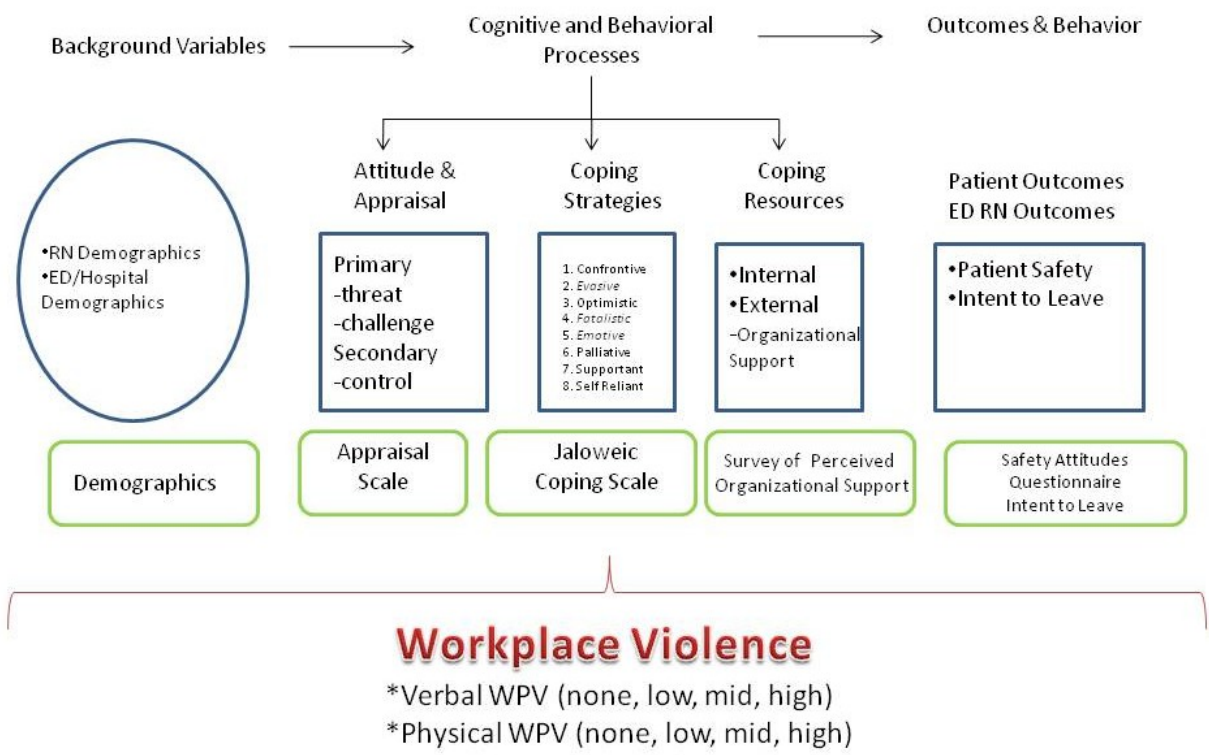 Background Variables
Cognitive and Behavioral
Processes
Outcomes & Behavior
Attitude &
Appraisal
Coping
Strategies
Coping
Resources
Patient Outcomes
ED RN Outcomes
•RN Demographics
•ED/Hospital
Demographics
Primary
-threat
-challenge
Secondary
-control
1. Confrontive
2. Evasive
3. Optimistic
4. Fatalistic
5. Emotive
6. Palliative
7. Supportant
8. Self Reliant
•Internal
•External
-Organizational
Support
•Patient Safety
•Intent to Leave
Demographics
Appraisal
Scale
Jaloweic
Coping Scale
Survey of Perceived
Organizational Support
Safety Attitudes
Questionnaire
Intent to Leave
Workplace Violence
*Verbal WPV (none, low, mid, high)
*Physical WPV (none, low, mid, high)